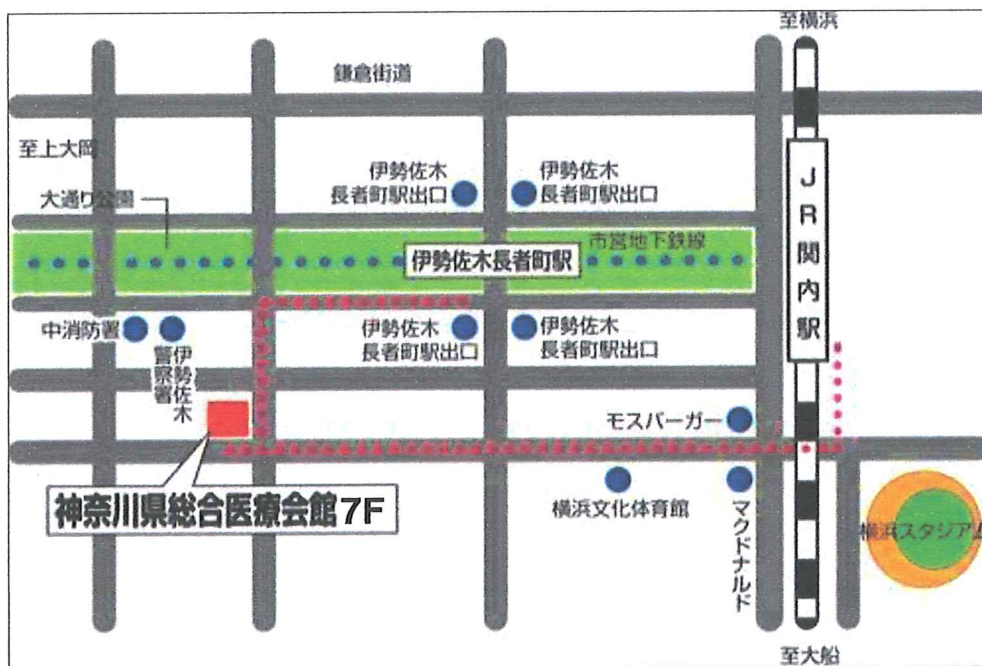 至横浜
鎌倉街道
至上大岡
伊勢佐木
長者町駅出口
伊勢佐木
長者町駅出口
大通り公園
市営地下鉄線
伊勢佐木長者町駅
JR関内駅
中消防署
伊勢佐木
警察署
伊勢佐木
長者町駅出口
伊勢佐木
長者町駅出口
モスバーガー
神奈川県総合医療会館7F
横浜文化体育館
マクドナルド
横浜スタジアム
至大船